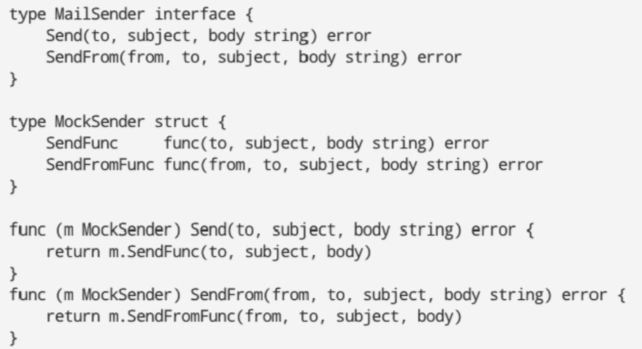 type MailSender interface {
    Send(to, subject, body string) error
    SendFrom(from, to, subject, body string) error
}

type MockSender struct {
    SendFunc     func(to, subject, body string) error
    SendFromFunc func(from, to, subject, body string) error
}

func (m MockSender) Send(to, subject, body string) error {
    return m.SendFunc(to, subject, body)
}
func (m MockSender) SendFrom(from, to, subject, body string) error {
    return m.SendFromFunc(from, to, subject, body)
}